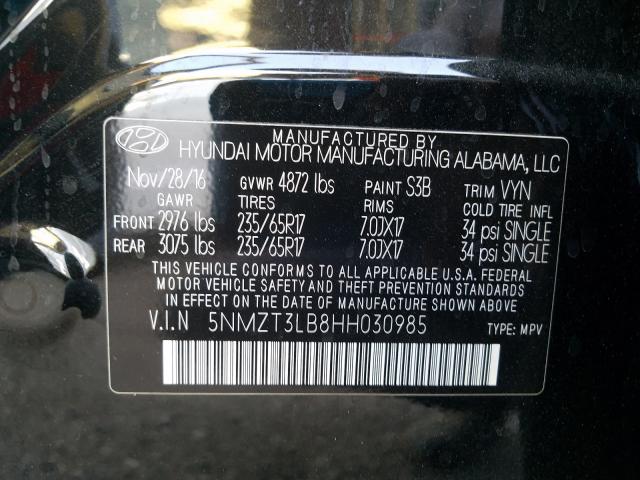 MANUFACTURED BY
HYUNDAI MOTOR MANUFACTURING ALABAMA, LLC
Nov/28/16 GVWR 4872 lbs PAINT S3B TRIM VYN
GAWR TIRES RIMS COLD TIRE INFL
FRONT 2976 lbs 235/65R17 7.0JX17 34 psi SINGLE
REAR 3075 lbs 235/65R17 7.0JX17 34 psi SINGLE
THIS VEHICLE CONFORMS TO ALL APPLICABLE U.S.A. FEDERAL
MOTOR VEHICLE SAFETY AND THEFT PREVENTION STANDARDS
IN EFFECT ON THE DATE OF MANUFACTURE SHOWN ABOVE.
V.I.N 5NMZT3LB8HH030985 TYPE: MPV